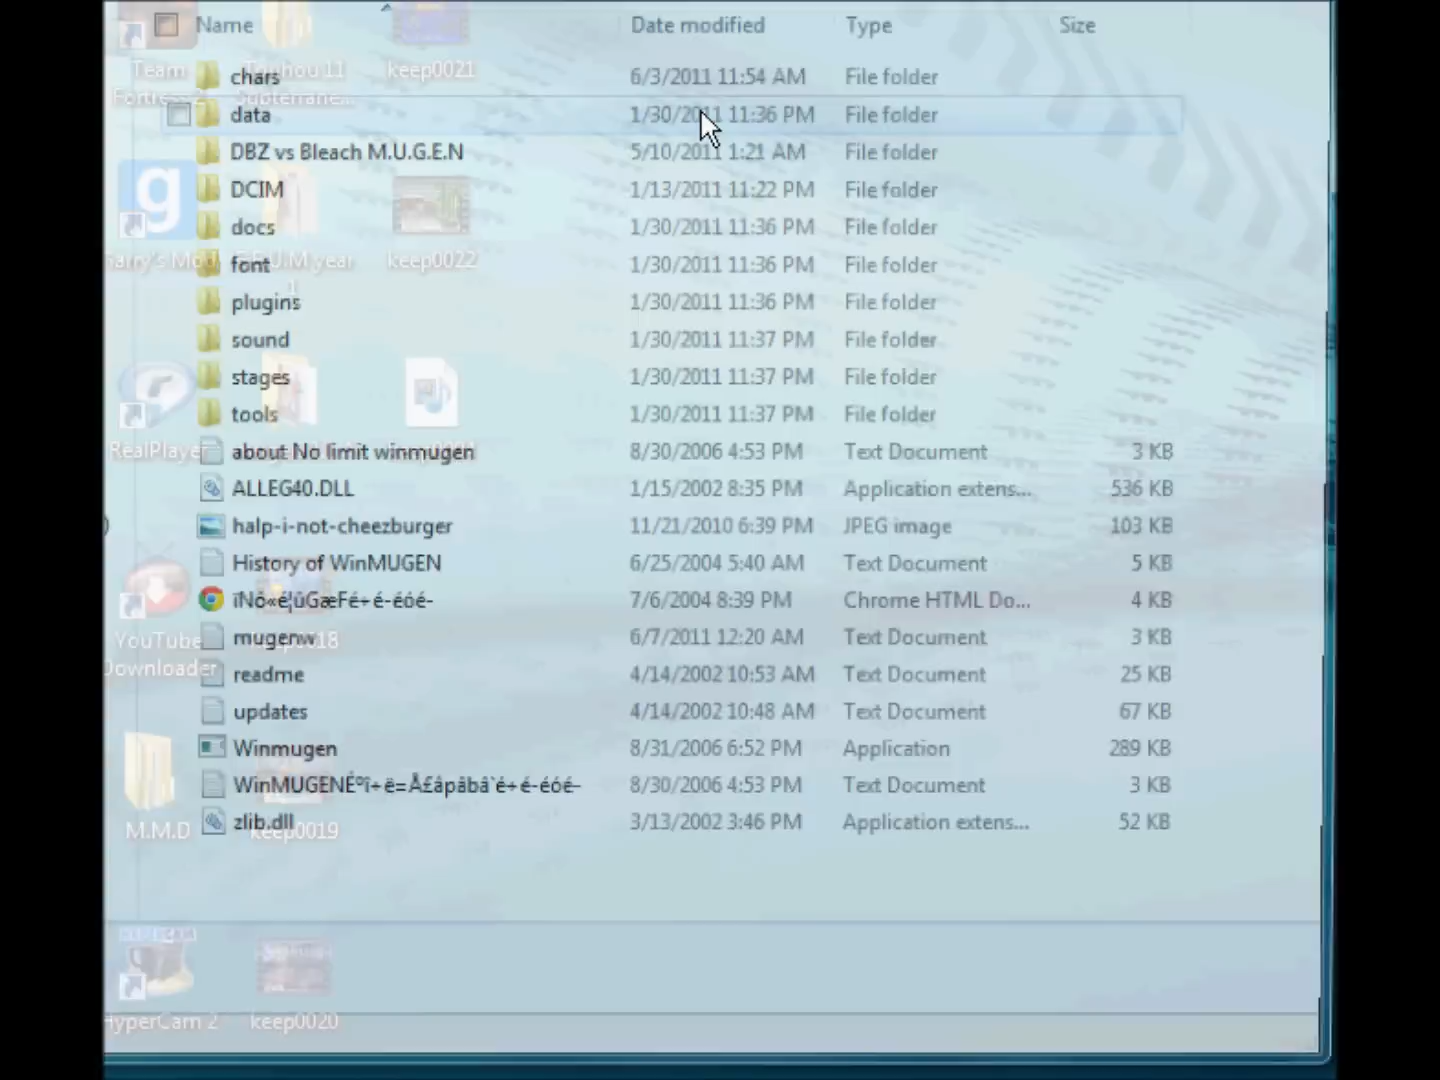 Name Date modified Type Size
Team Touhou 11 keep0021
Fortress 2 Subterrane...
chars 6/3/2011 11:54 AM File folder
data 1/30/2011 11:36 PM File folder
DBZ vs Bleach M.U.G.E.N 5/10/2011 1:21 AM File folder
DCIM 1/13/2011 11:22 PM File folder
docs 1/30/2011 11:36 PM File folder
font 1/30/2011 11:36 PM File folder
year keep0022
plugins 1/30/2011 11:36 PM File folder
sound 1/30/2011 11:37 PM File folder
stages 1/30/2011 11:37 PM File folder
tools 1/30/2011 11:37 PM File folder
RealPlayer
about No limit winmugen 8/30/2006 4:53 PM Text Document 3 KB
ALLEG40.DLL 1/15/2002 8:35 PM Application extens... 536 KB
halp-i-not-cheezburger 11/21/2010 6:39 PM JPEG image 103 KB
History of WinMUGEN 6/25/2004 5:40 AM Text Document 5 KB
7/6/2004 8:39 PM Chrome HTML Do... 4 KB
YouTube
Downloader
mugenw 6/7/2011 12:20 AM Text Document 3 KB
readme 4/14/2002 10:53 AM Text Document 25 KB
updates 4/14/2002 10:48 AM Text Document 67 KB
Winmugen 8/31/2006 6:52 PM Application 289 KB
8/30/2006 4:53 PM Text Document 3 KB
zlib.dll 3/13/2002 3:46 PM Application extens... 52 KB
M.M.D keep0019
HyperCam 2 keep0020